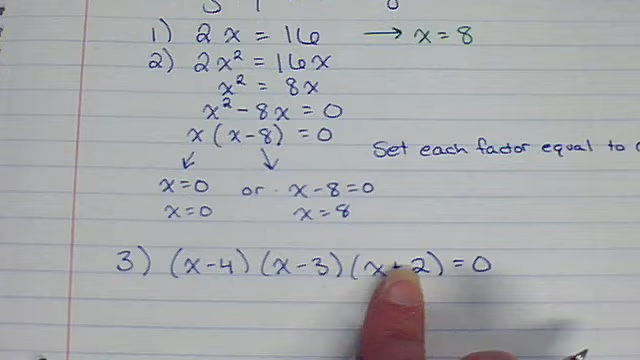 1) 2x = 16 → x = 8
2) 2x² = 16x
x² = 8x
x² - 8x = 0
x(x-8) = 0
Set each factor equal to
x=0 or x-8=0
x=0 x=8
3) (x-4)(x-3)(x+2)=0